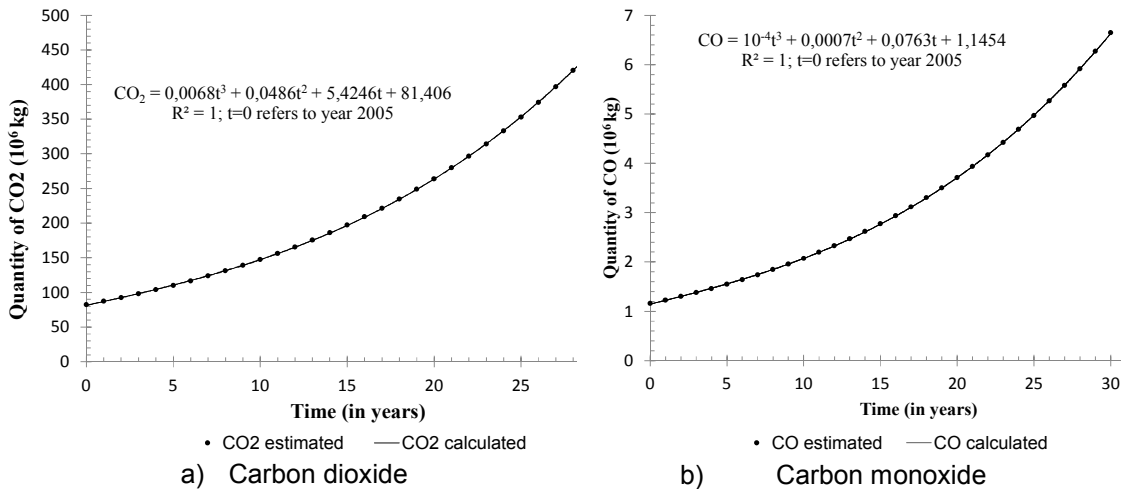 500
450
400
350
300
250
200
150
100
50
0
Quantity of CO2 (10⁶ kg)
CO₂ = 0,0068t³ + 0,0486t² + 5,4246t + 81,406
R² = 1; t=0 refers to year 2005
0 5 10 15 20 25
Time (in years)
CO2 estimated CO2 calculated
a) Carbon dioxide
7
6
5
4
3
2
1
0
Quantity of CO (10⁶ kg)
CO = 10⁻⁴t³ + 0,0007t² + 0,0763t + 1,1454
R² = 1; t=0 refers to year 2005
0 5 10 15 20 25 30
Time (in years)
CO estimated CO calculated
b) Carbon monoxide